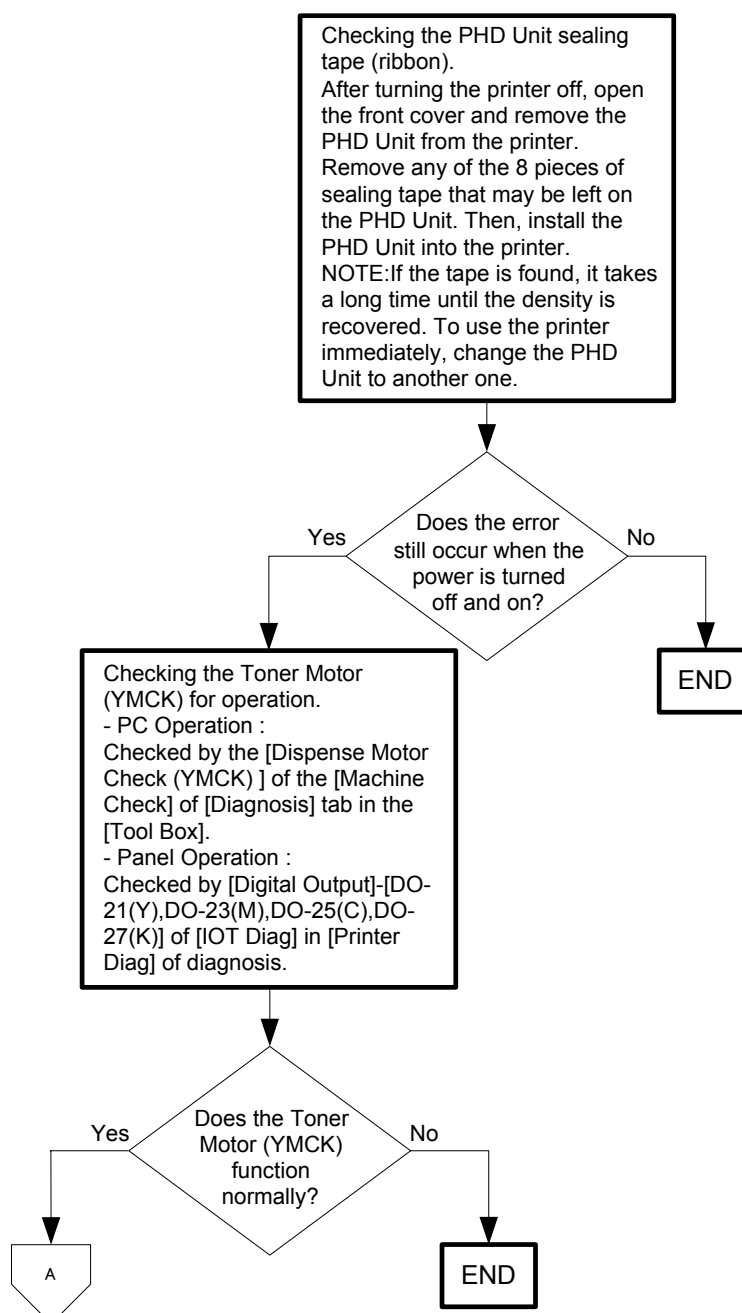 Checking the PHD Unit sealing
tape (ribbon).
After turning the printer off, open
the front cover and remove the
PHD Unit from the printer.
Remove any of the 8 pieces of
sealing tape that may be left on
the PHD Unit. Then, install the
PHD Unit into the printer.
NOTE:If the tape is found, it takes
a long time until the density is
recovered. To use the printer
immediately, change the PHD
Unit to another one.
Does the error
still occur when the
power is turned
off and on?
Yes
No
END
Checking the Toner Motor
(YMCK) for operation.
- PC Operation :
Checked by the [Dispense Motor
Check (YMCK) ] of the [Machine
Check] of [Diagnosis] tab in the
[Tool Box].
- Panel Operation :
Checked by [Digital Output]-[DO-
21(Y),DO-23(M),DO-25(C),DO-
27(K)] of [IOT Diag] in [Printer
Diag] of diagnosis.
Does the Toner
Motor (YMCK)
function
normally?
Yes
No
A
END